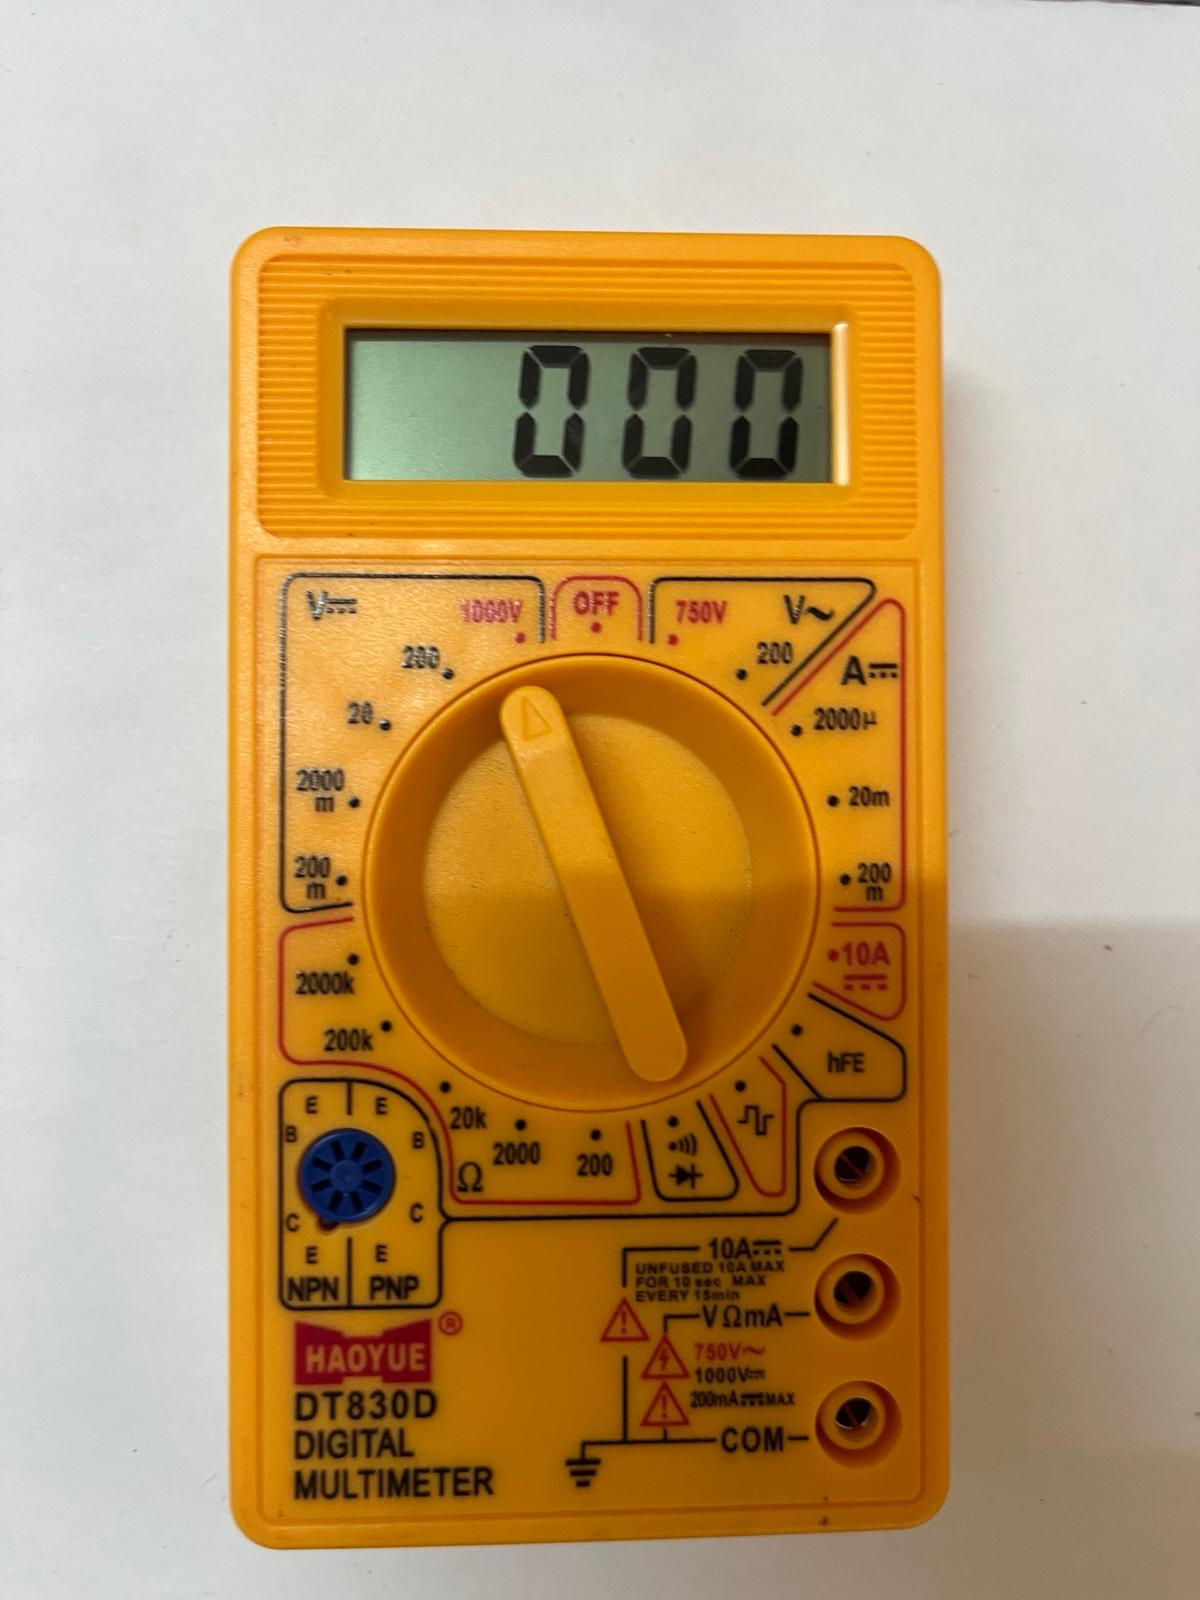 000
V⎓
1000V
OFF
750V
V~
200
200
A⎓
20
2000µ
2000
m
20m
200
m
200
m
2000k
10A
200k
hFE
20k
2000
200
Ω
E E
B B
C C
E E
NPN PNP
10A⎓
UNFUSED 10A MAX
FOR 10 sec MAX
EVERY 15min
VΩmA
750V~
1000V⎓
200mA⎓MAX
COM
HAOYUE ®
DT830D
DIGITAL
MULTIMETER